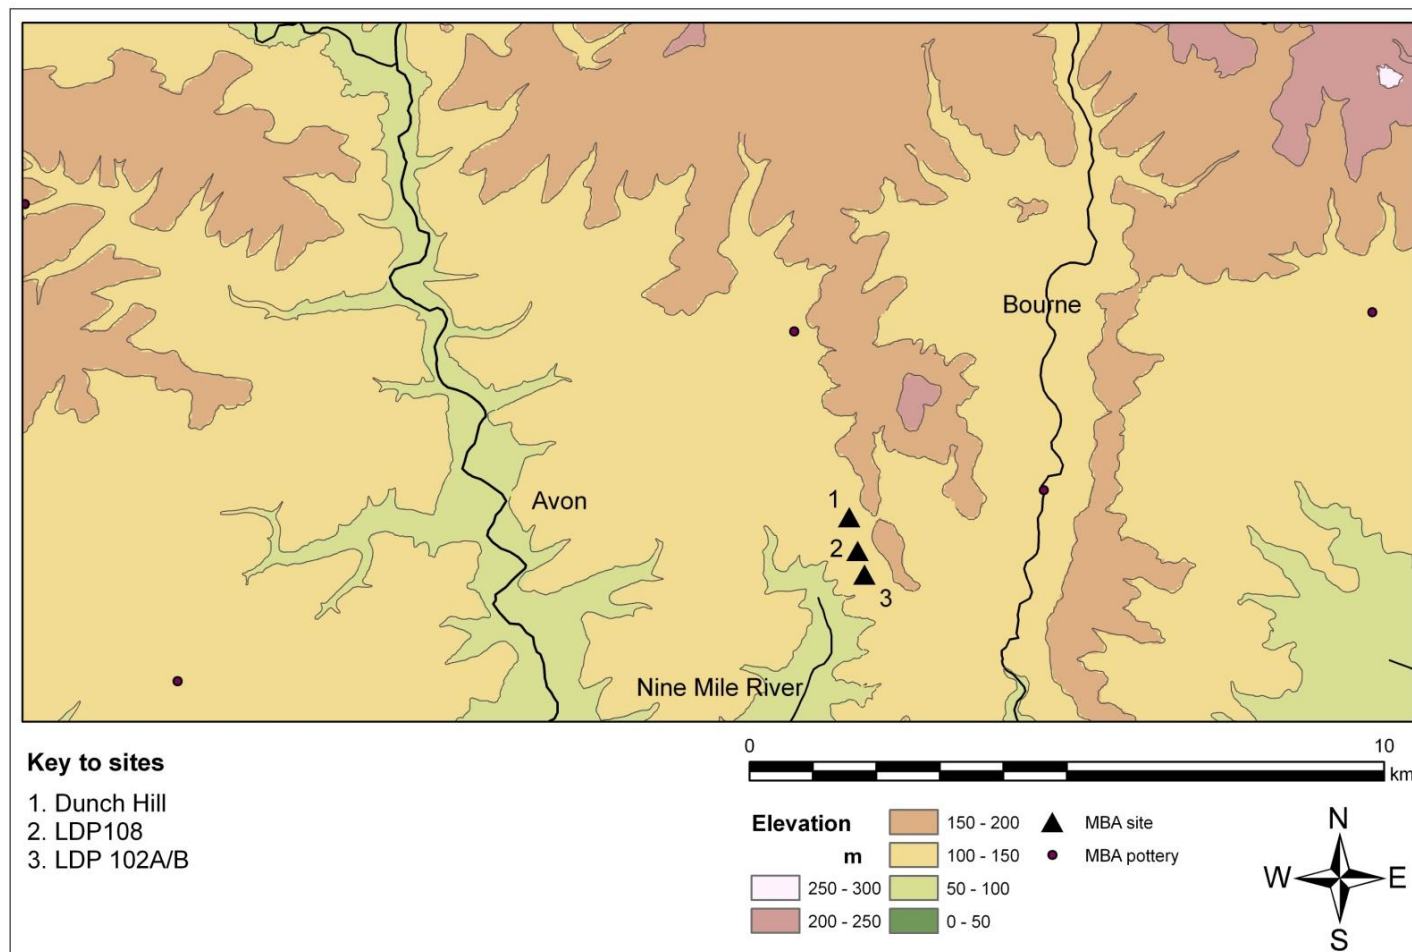 Bourne
Avon
1
2
3
Nine Mile River
Key to sites
1. Dunch Hill
2. LDP108
3. LDP 102A/B
0 10
km
Elevation
m
250 - 300
200 - 250
150 - 200
100 - 150
50 - 100
0 - 50
MBA site
MBA pottery
N
W E
S